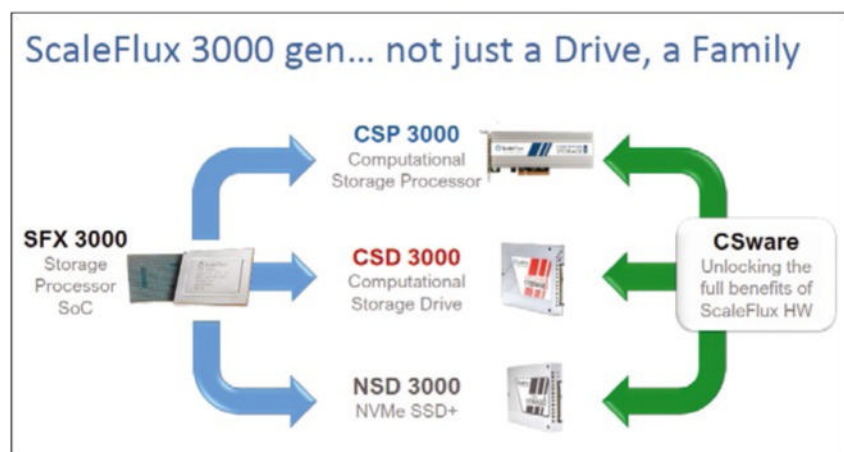 ScaleFlux 3000 gen... not just a Drive, a Family
CSP 3000
Computational
Storage Processor
SFX 3000
Storage
Processor
SoC
ScaleFlux
CSD 3000
Computational
Storage Drive
NSD 3000
NVMe SSD+
CSware
Unlocking the
full benefits of
ScaleFlux HW